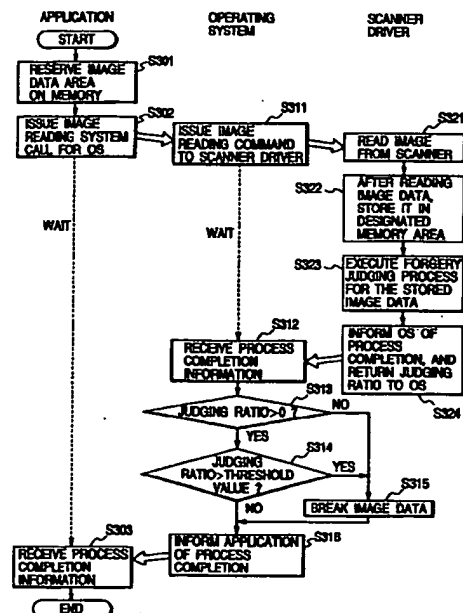 APPLICATION
OPERATING
SYSTEM
SCANNER
DRIVER
START
S301
RESERVE IMAGE
DATA AREA
ON MEMORY
S302
ISSUE IMAGE
READING SYSTEM
CALL FOR OS
S311
ISSUE IMAGE
READING COMMAND
TO SCANNER DRIVER
S321
READ IMAGE
FROM SCANNER
S322
AFTER READING
IMAGE DATA,
STORE IT IN
DESIGNATED
MEMORY AREA
WAIT
WAIT
S323
EXECUTE FORGERY
JUDGING PROCESS
FOR THE STORED
IMAGE DATA
S312
RECEIVE PROCESS
COMPLETION
INFORMATION
INFORM OS OF
PROCESS
COMPLETION, AND
RETURN JUDGING
RATIO TO OS
S324
S313
JUDGING RATIO>0 ?
NO
YES
S314
JUDGING
RATIO>THRESHOLD
VALUE ?
YES
NO
S315
BREAK IMAGE DATA
S303
RECEIVE PROCESS
COMPLETION
INFORMATION
INFORM APPLICATION
OF PROCESS
COMPLETION
S316
END